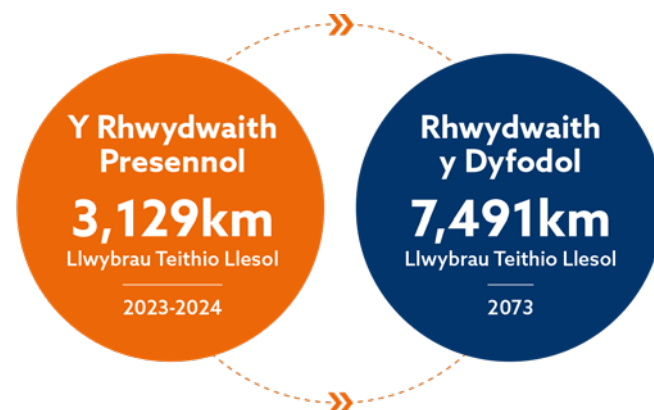 Y Rhwydwaith
Presennol
3,129km
Llwybrau Teithio Llesol
2023-2024
Rhwydwaith
y Dyfodol
7,491km
Llwybrau Teithio Llesol
2073